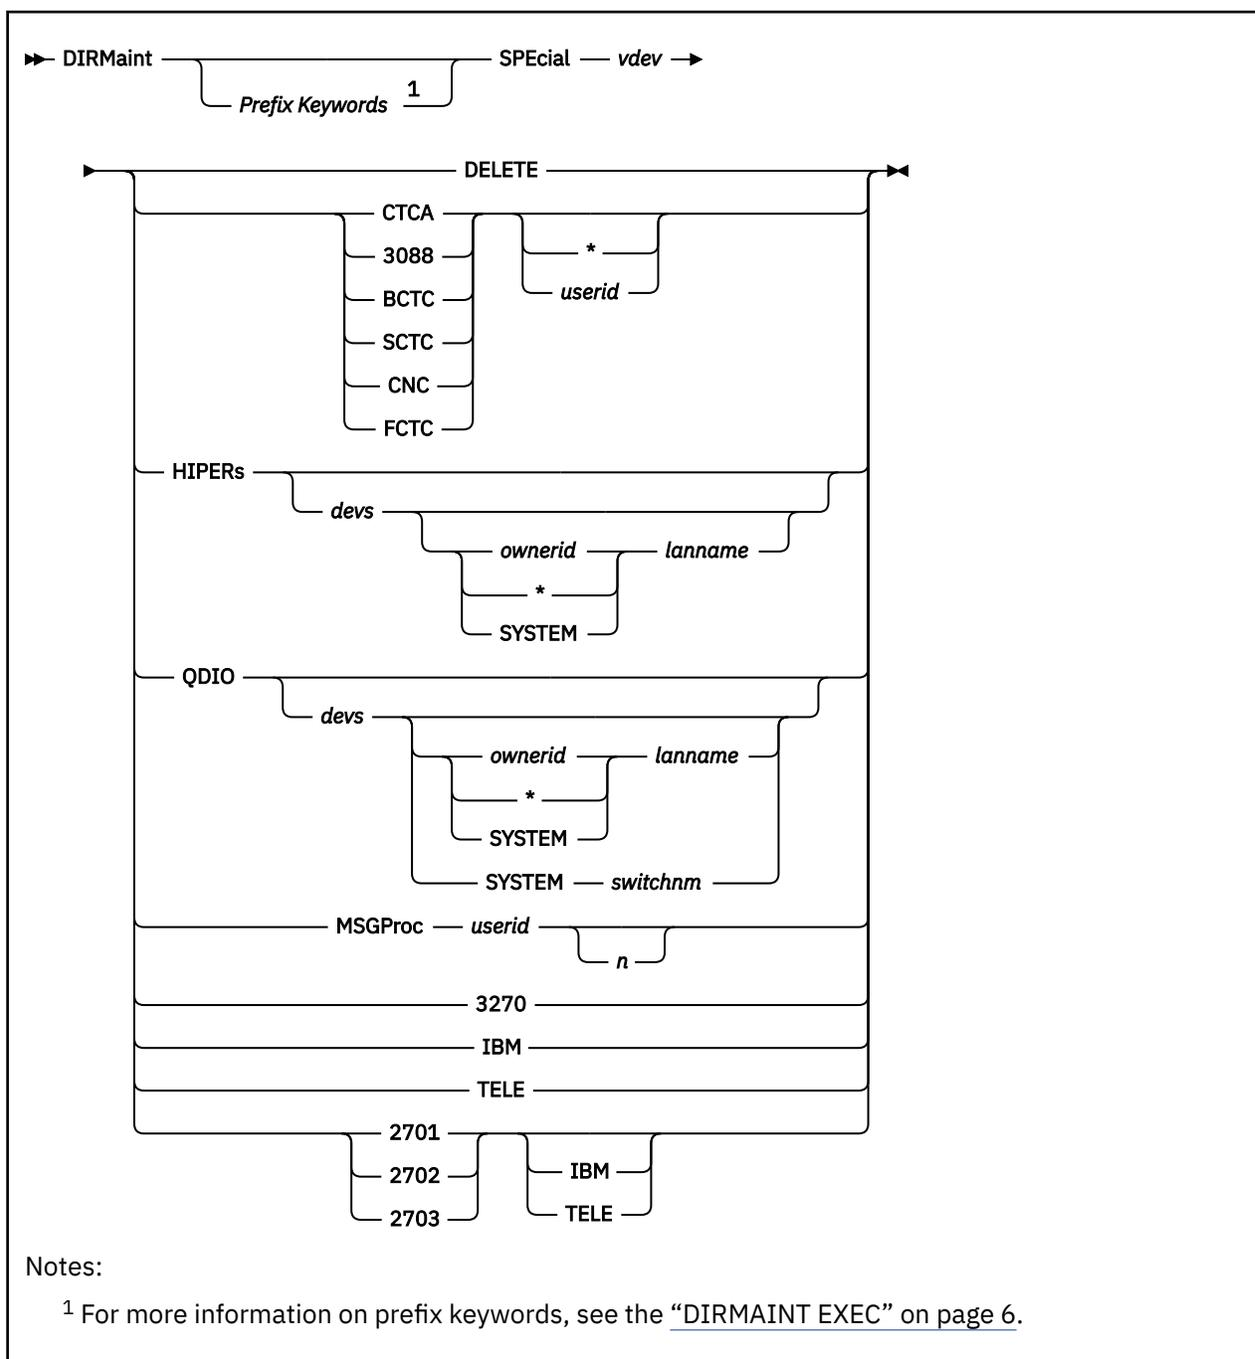 DIRMaint SPEcial vdev
Prefix Keywords 1
DELETE
CTCA
*
3088
userid
BCTC
SCTC
CNC
FCTC
HIPERs
devs
ownerid lanname
*
SYSTEM
QDIO
devs
ownerid lanname
*
SYSTEM
SYSTEM switchnm
MSGProc userid
n
3270
IBM
TELE
2701
IBM
2702
TELE
2703
Notes:
1 For more information on prefix keywords, see the “DIRMAINT EXEC” on page 6.